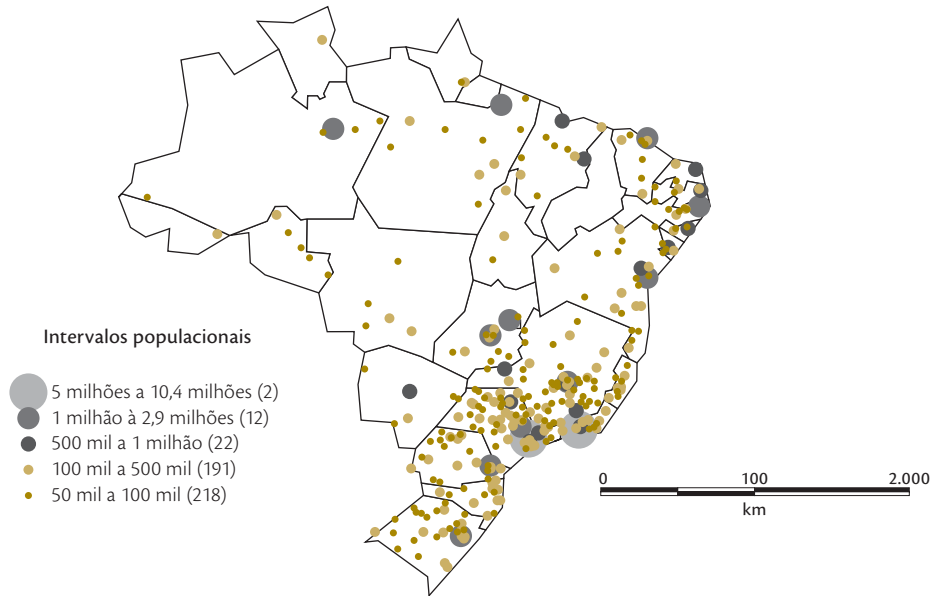 Intervalos populacionais
5 milhões a 10,4 milhões (2)
1 milhão à 2,9 milhões (12)
500 mil a 1 milhão (22)
100 mil a 500 mil (191)
50 mil a 100 mil (218)
0 100 2.000
km